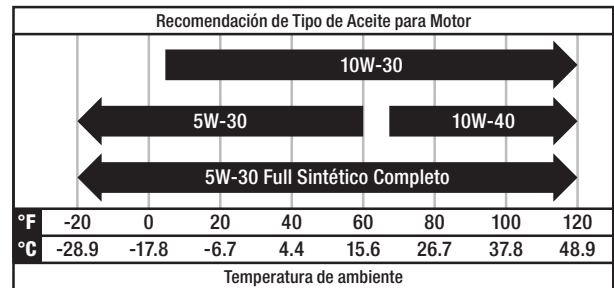 Recomendación de Tipo de Aceite para Motor
10W-30
5W-30 10W-40
5W-30 Full Sintético Completo
°F -20 0 20 40 60 80 100 120
°C -28.9 -17.8 -6.7 4.4 15.6 26.7 37.8 48.9
Temperatura de ambiente